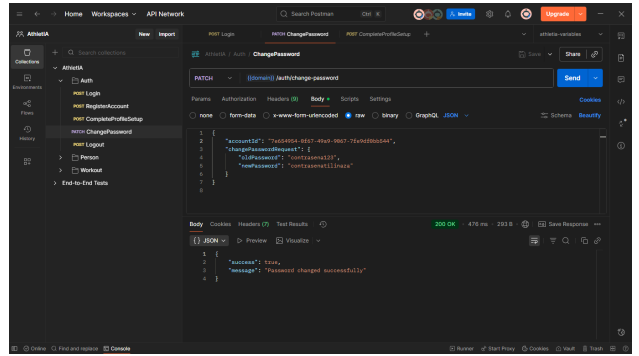 Home Workspaces API Network
Search Postman Ctrl K
Invite
Upgrade
AthletIA New Import
POST Login PATCH ChangePassword POST CompleteProfileSetup athletia-variables
Collections
Environments
Flows
History
Search collections
AthletIA
Auth
POST Login
POST RegisterAccount
POST CompleteProfileSetup
PATCH ChangePassword
POST Logout
Person
Workout
End-to-End Tests
AthletIA / Auth / ChangePassword Save Share
PATCH {{domain}} /auth/change-password Send
Params Authorization Headers (9) Body Scripts Settings Cookies
none form-data x-www-form-urlencoded raw binary GraphQL JSON Schema Beautify
1 {
2 "accountId": "7e654954-8f67-49a9-9967-7fe9df0bb544",
3 "changePasswordRequest": {
4 "oldPassword": "contrasena123",
5 "newPassword": "contrasenatilinaza"
6 }
7 }
8
Body Cookies Headers (7) Test Results 200 OK 476 ms 293 B Save Response
{} JSON Preview Visualize
1 {
2 "success": true,
3 "message": "Password changed successfully"
4 }
Online Find and replace Console Runner Start Proxy Cookies Vault Trash